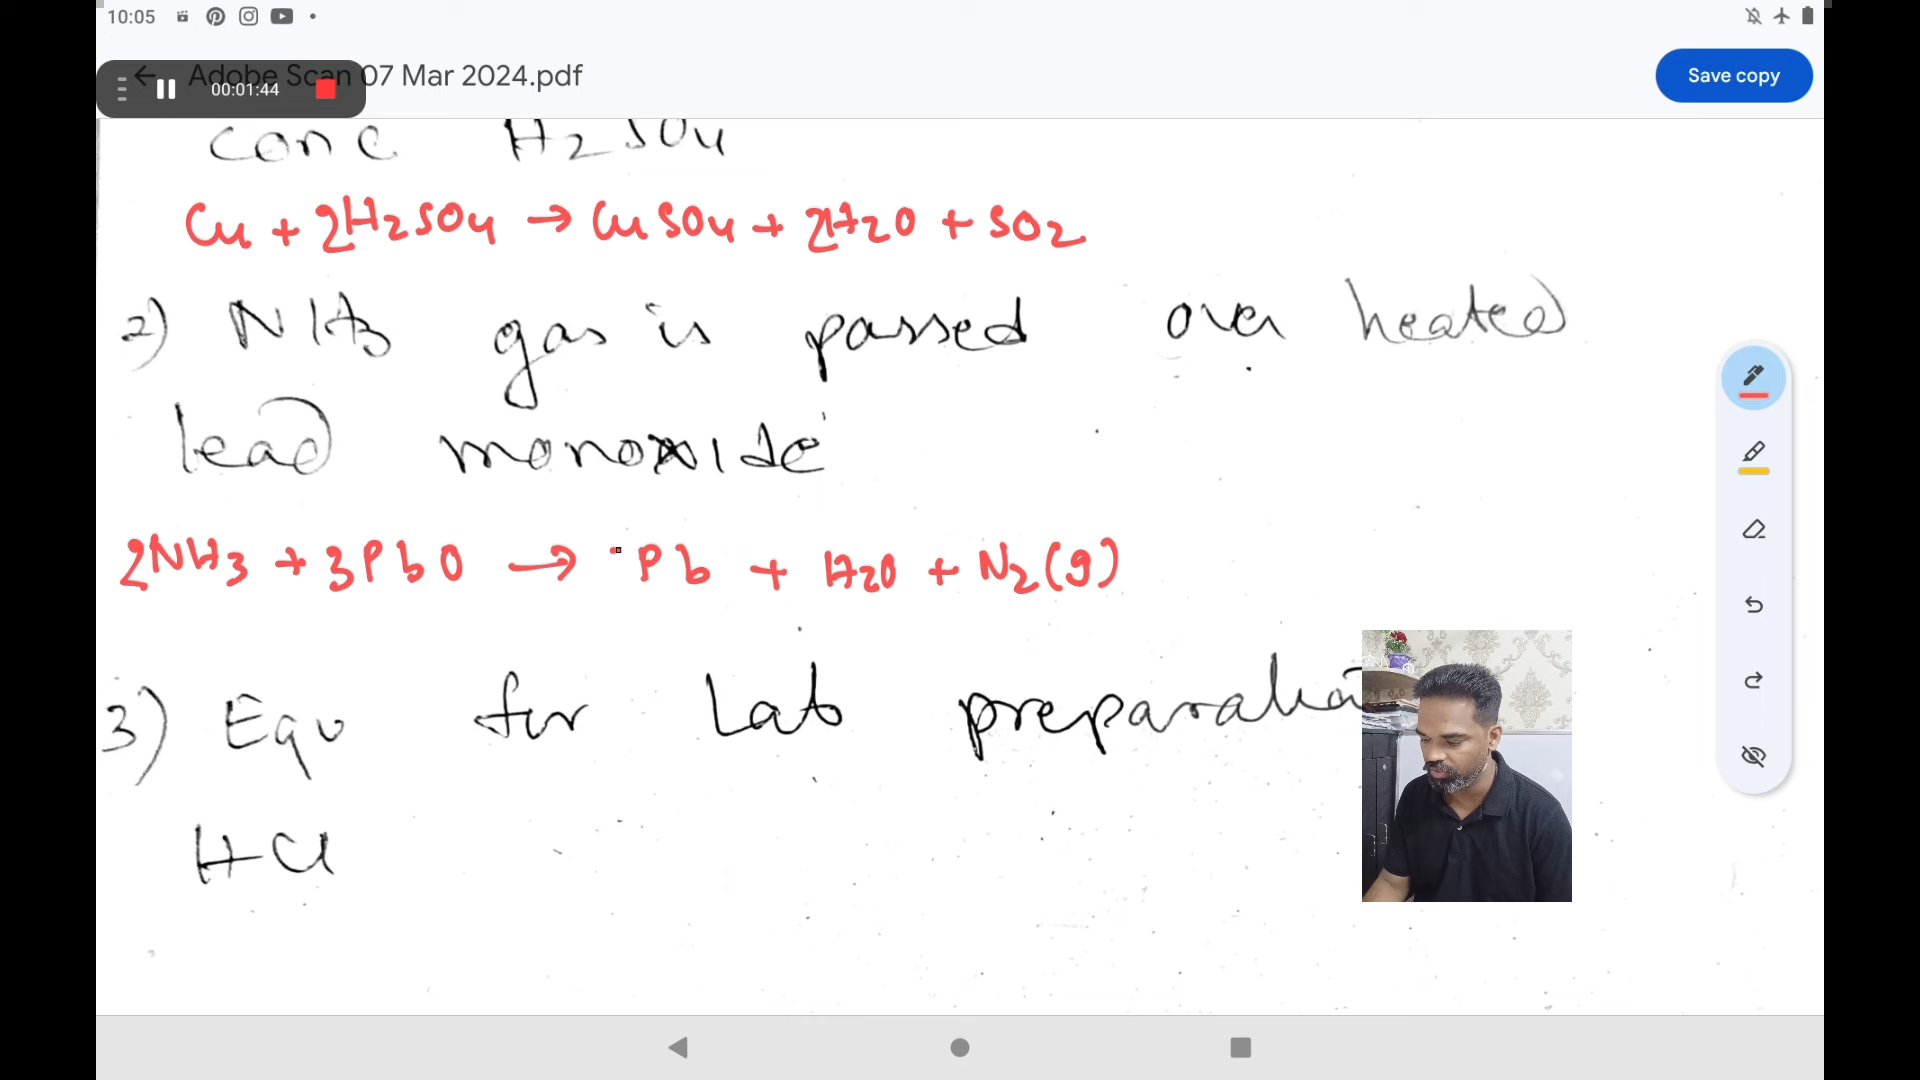 10:05
Adobe Scan 07 Mar 2024.pdf
00:01:44
Save copy
conc H2SO4
Cu + 2H2SO4 → CuSO4 + 2H2O + SO2
2) NH3 gas is passed over heated
lead monoxide
2NH3 + 3PbO → Pb + H2O + N2(g)
3) Equ for Lab preparation
HCl